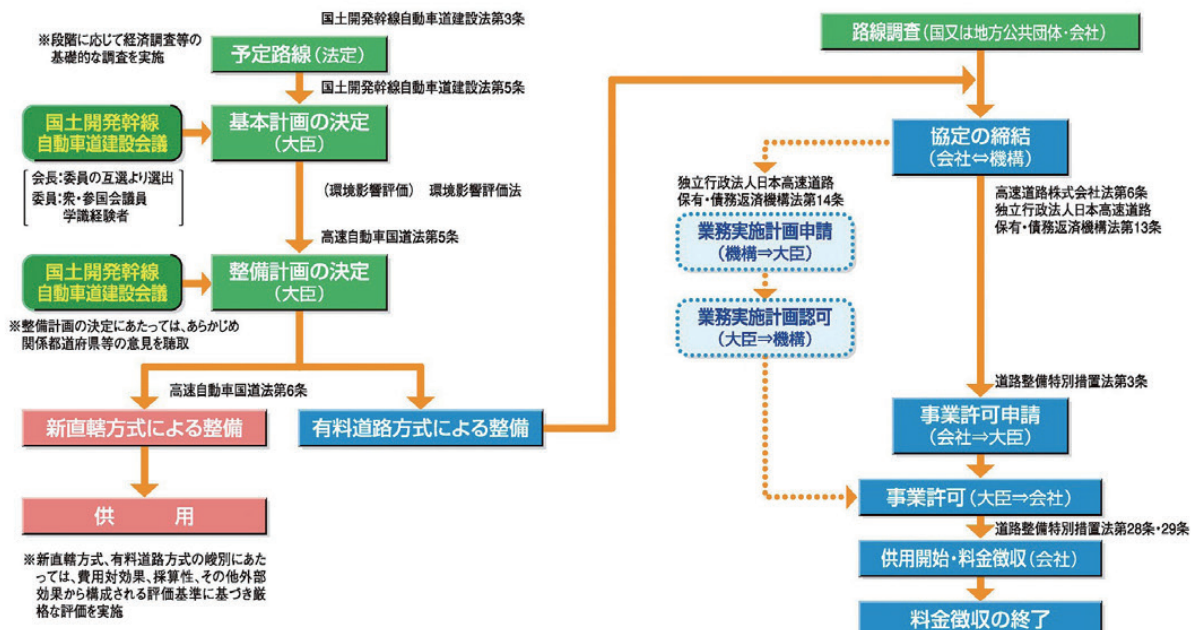 国土開発幹線自動車道建設法第3条
※段階に応じて経済調査等の
基礎的な調査を実施
予定路線(法定)
国土開発幹線自動車道建設法第5条
国土開発幹線
自動車道建設会議
基本計画の決定
(大臣)
会長:委員の互選より選出
委員:衆・参国会議員
学識経験者
(環境影響評価) 環境影響評価法
高速自動車国道法第5条
国土開発幹線
自動車道建設会議
整備計画の決定
(大臣)
※整備計画の決定にあたっては、あらかじめ
関係都道府県等の意見を聴取
高速自動車国道法第6条
新直轄方式による整備
有料道路方式による整備
供 用
※新直轄方式、有料道路方式の峻別にあた
っては、費用対効果、採算性、その他外部
効果から構成される評価基準に基づき厳
格な評価を実施
路線調査(国又は地方公共団体・会社)
協定の締結
(会社⇔機構)
独立行政法人日本高速道路
保有・債務返済機構法第14条
高速道路株式会社法第6条
独立行政法人日本高速道路
保有・債務返済機構法第13条
業務実施計画申請
(機構⇒大臣)
業務実施計画認可
(大臣⇒機構)
道路整備特別措置法第3条
事業許可申請
(会社⇒大臣)
事業許可(大臣⇒会社)
道路整備特別措置法第28条・29条
供用開始・料金徴収(会社)
料金徴収の終了